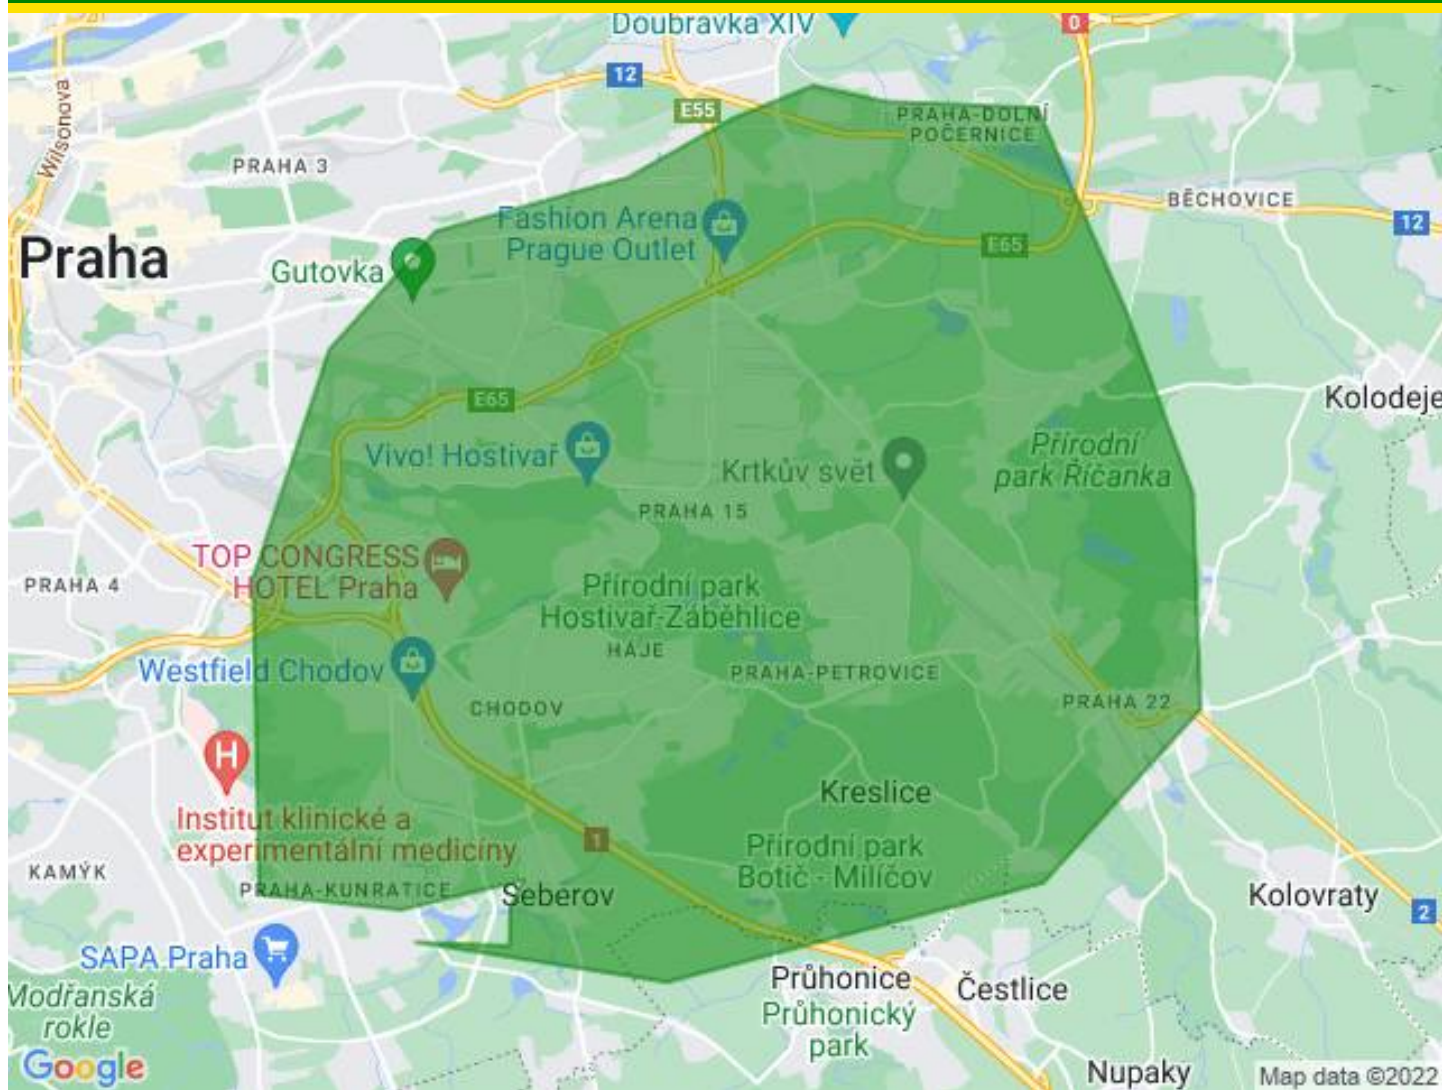 Doubravka XIV
0
12
Wilsonova
E55
PRAHA-DOLNÍ
POČERNICE
PRAHA 3
BĚCHOVICE
12
Fashion Arena
Prague Outlet
E65
Praha
Gutovka
Kolodeje
E65
Vivo! Hostivař
Krtkův svět
Přírodní
park Říčanka
PRAHA 15
TOP CONGRESS
HOTEL Praha
PRAHA 4
Přírodní park
Hostivař-Záběhlice
HÁJE
Westfield Chodov
PRAHA-PETROVICE
CHODOV
PRAHA 22
H
Kreslice
Institut klinické a
experimentální medicíny
1
Přírodní park
Botič - Milíčov
KAMÝK
PRAHA-KUNRATICE
Šeberov
Kolovraty
2
SAPA Praha
Průhonice
Čestlice
Modřanská
rokle
Průhonický
park
Google
Nupaky
Map data ©2022